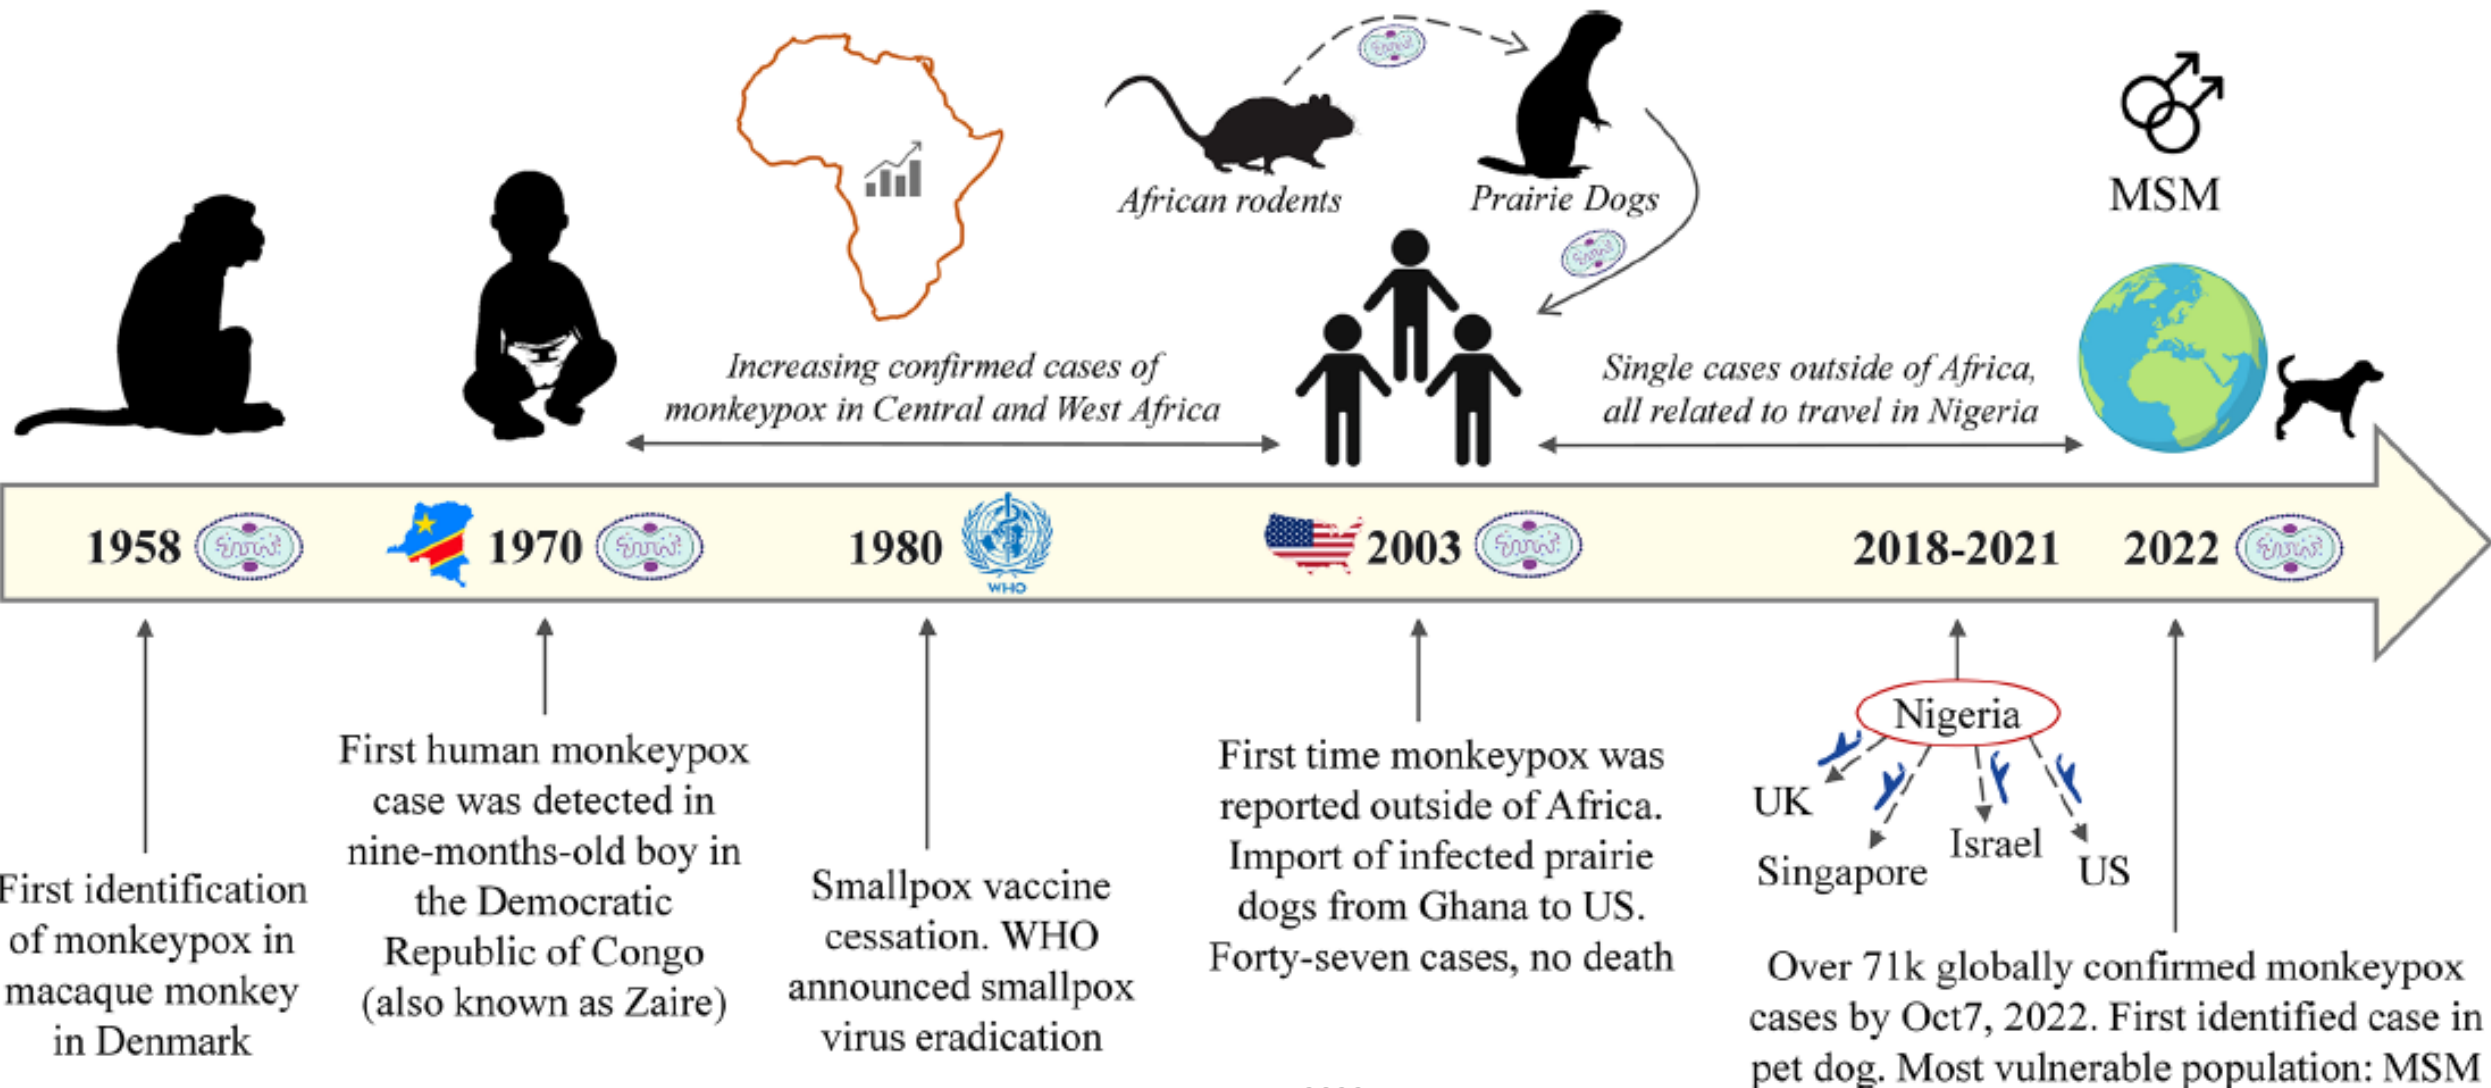 African rodents
Prairie Dogs
MSM
Increasing confirmed cases of
monkeypox in Central and West Africa
Single cases outside of Africa,
all related to travel in Nigeria
1958
1970
1980
WHO
2003
2018-2021
2022
First identification
of monkeypox in
macaque monkey
in Denmark
First human monkeypox
case was detected in
nine-months-old boy in
the Democratic
Republic of Congo
(also known as Zaire)
Smallpox vaccine
cessation. WHO
announced smallpox
virus eradication
First time monkeypox was
reported outside of Africa.
Import of infected prairie
dogs from Ghana to US.
Forty-seven cases, no death
Nigeria
UK
Singapore
Israel
US
Over 71k globally confirmed monkeypox
cases by Oct7, 2022. First identified case in
pet dog. Most vulnerable population: MSM